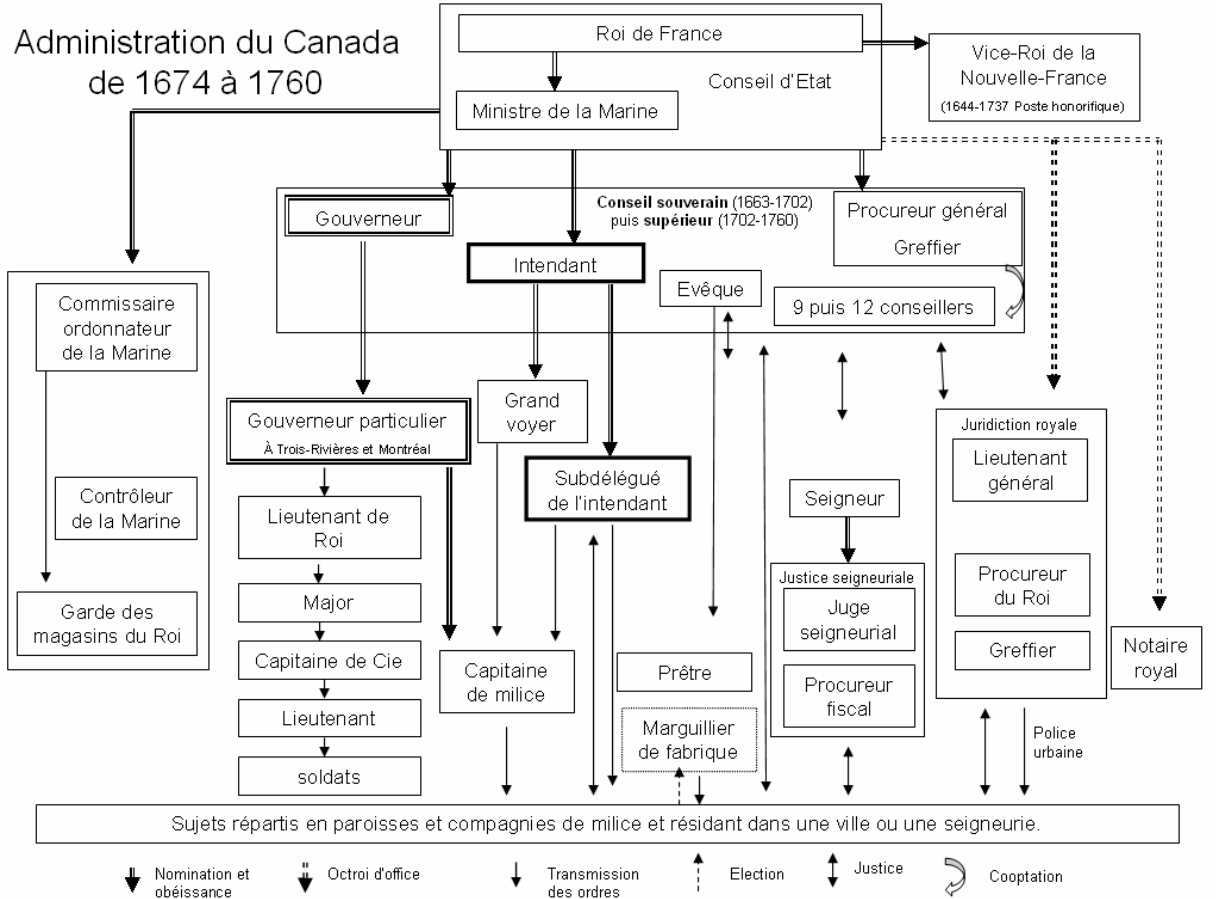 Administration du Canada
de 1674 à 1760
Roi de France
Conseil d'Etat
Ministre de la Marine
Vice-Roi de la
Nouvelle-France
(1644-1737 Poste honorifique)
Gouverneur
Conseil souverain (1663-1702)
puis supérieur (1702-1760)
Procureur général
Greffier
Intendant
Evêque
9 puis 12 conseillers
Commissaire
ordonnateur
de la Marine
Contrôleur
de la Marine
Garde des
magasins du Roi
Gouverneur particulier
À Trois-Rivières et Montréal
Grand
voyer
Subdélégué
de l'intendant
Lieutenant de
Roi
Major
Capitaine de Cie
Lieutenant
soldats
Capitaine
de milice
Prêtre
Marguillier
de fabrique
Seigneur
Justice seigneuriale
Juge
seigneurial
Procureur
fiscal
Juridiction royale
Lieutenant
général
Procureur
du Roi
Greffier
Notaire
royal
Police
urbaine
Sujets répartis en paroisses et compagnies de milice et résidant dans une ville ou une seigneurie.
Nomination et
obéissance
Octroi d'office
Transmission
des ordres
Election
Justice
Cooptation